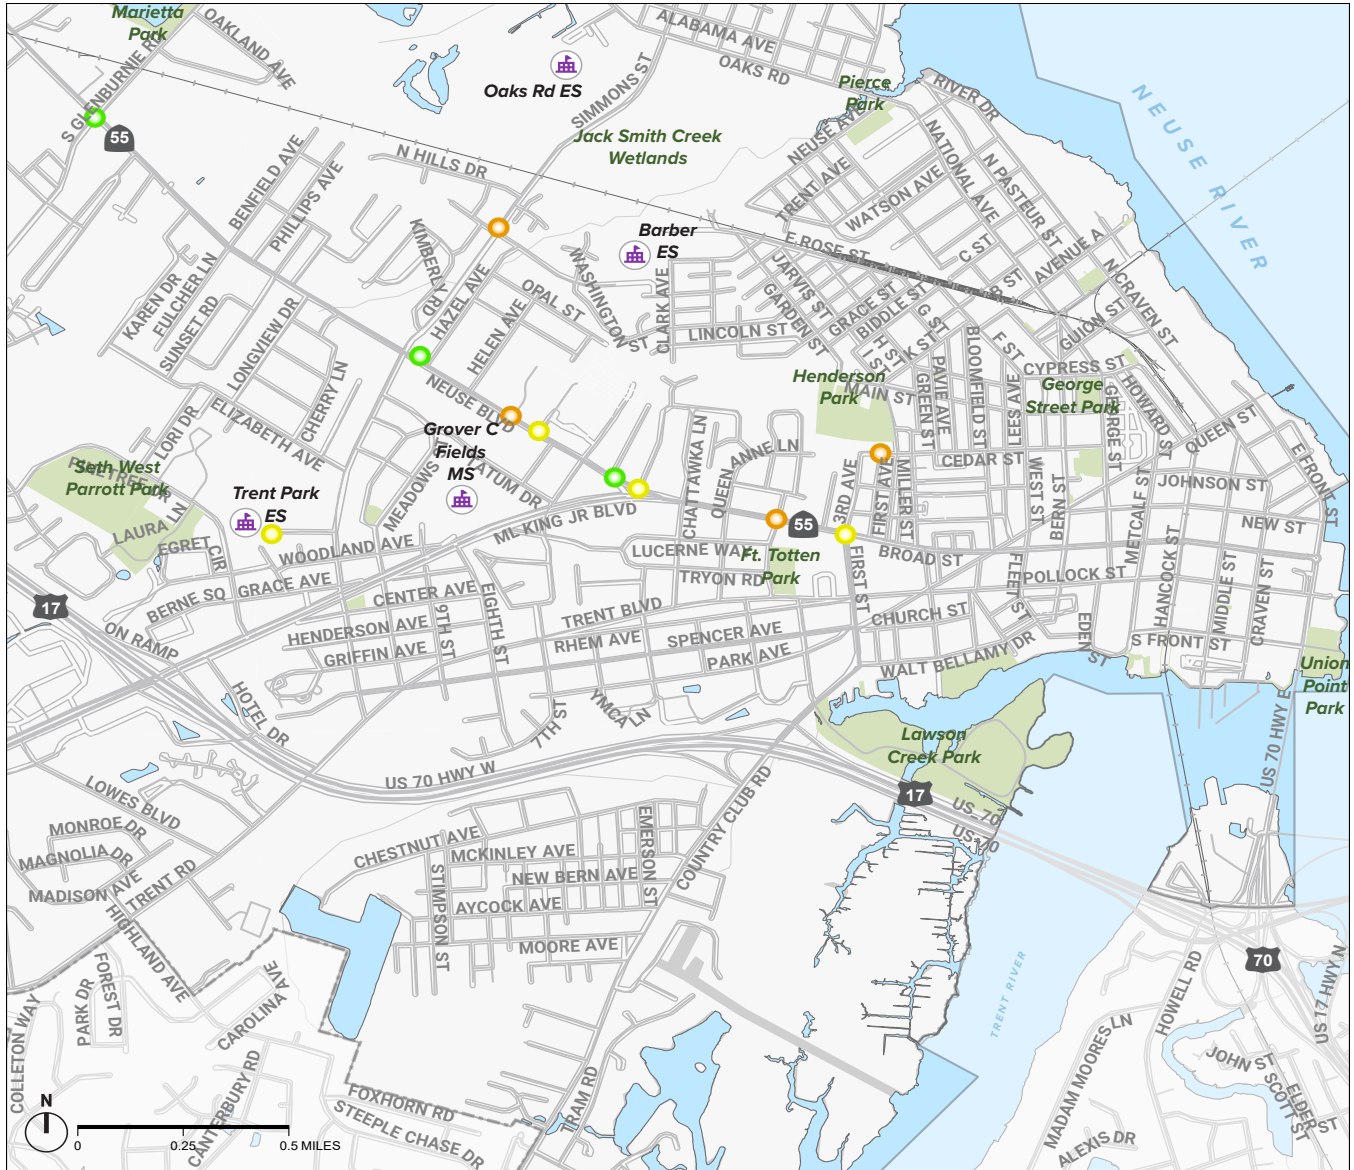 Marietta
Park
OAKLAND AVE
ALABAMA AVE
OAKS RD
S GLENBURNIE RD
Oaks Rd ES
SIMMONS ST
Pierce
Park
RIVER DR
NEUSE RIVER
55
Jack Smith Creek
Wetlands
NEUSE AVE
N HILLS DR
TRENT AVE
WATSON AVE
NATIONAL AVE
N PASTEUR ST
BENFIELD AVE
PHILLIPS AVE
KIMBERLY RD
Barber
ES
WASHINGTON ST
E ROSE ST
C ST
B ST
AVENUE A
N CRAVEN ST
KAREN DR
FULCHER LN
SUNSET RD
LONGVIEW DR
HAZEL AVE
HELEN AVE
OPAL ST
CLARK AVE
LINCOLN ST
JARVIS ST
GARDEN ST
GRACE ST
BIDDLE ST
G ST
H ST
I ST
K ST
F ST
GUION ST
CYPRESS ST
CHERRY LN
NEUSE BLVD
Henderson
Park
MAIN ST
GREEN ST
PAVIE AVE
BLOOMFIELD ST
LEES AVE
George
Street Park
GEORGE ST
HOWARD ST
QUEEN ST
E FRONT ST
LORI DR
ELIZABETH AVE
Grover C
Fields
MS
MEADOWS ST
TATUM DR
CHATTAWKA LN
QUEEN ANNE LN
3RD AVE
FIRST AVE
MILLER ST
CEDAR ST
WEST ST
BERN ST
METCALF ST
JOHNSON ST
NEW ST
PINETREE DR
Seth West
Parrott Park
Trent Park
ES
LAURA LN
EGRET CIR
WOODLAND AVE
ML KING JR BLVD
55
LUCERNE WAY
Ft. Totten
Park
TRYON RD
BROAD ST
FIRST ST
FLEET ST
POLLOCK ST
HANCOCK ST
MIDDLE ST
CRAVEN ST
17
BERNE SQ
GRACE AVE
CENTER AVE
ON RAMP
HENDERSON AVE
9TH ST
EIGHTH ST
TRENT BLVD
CHURCH ST
EDEN ST
S FRONT ST
GRIFFIN AVE
RHEM AVE
SPENCER AVE
PARK AVE
WALT BELLAMY DR
Union
Point
Park
HOTEL DR
YMCA LN
7TH ST
Lawson
Creek Park
US 70 HWY E
US 70 HWY W
17
US-70
US-70
LOWES BLVD
MONROE DR
MAGNOLIA DR
MADISON AVE
TRENT RD
HIGHLAND AVE
CHESTNUT AVE
MCKINLEY AVE
NEW BERN AVE
AYCOCK AVE
MOORE AVE
STIMPSON ST
EMERSON ST
COUNTRY CLUB RD
FOREST DR
PARK DR
CAROLINA AVE
COLLETON WAY
CANTERBURY RD
TRENT RIVER
HOWELL RD
70
US 17 HWY N
MADAM MOORES LN
JOHN ST
SCOTT ST
ELDER ST
ALEXIS DR
FOXHORN RD
STEEPLE CHASE DR
TRAM RD
N
0
0.25
0.5 MILES